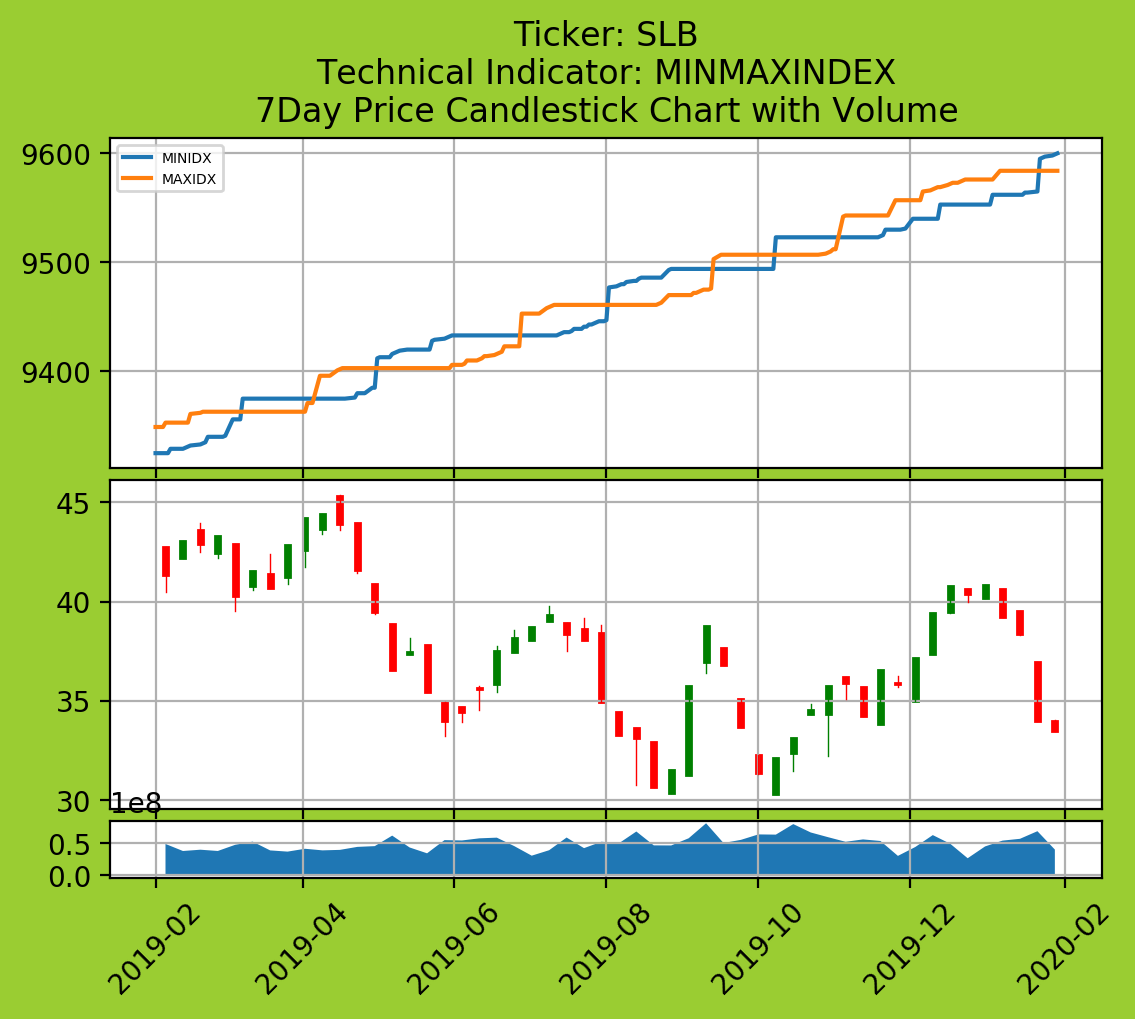 Ticker: SLB
Technical Indicator: MINMAXINDEX
7Day Price Candlestick Chart with Volume
9600
9500
9400
MINIDX
MAXIDX
45
40
35
30
1e8
0.5
0.0
2019-02
2019-04
2019-06
2019-08
2019-10
2019-12
2020-02